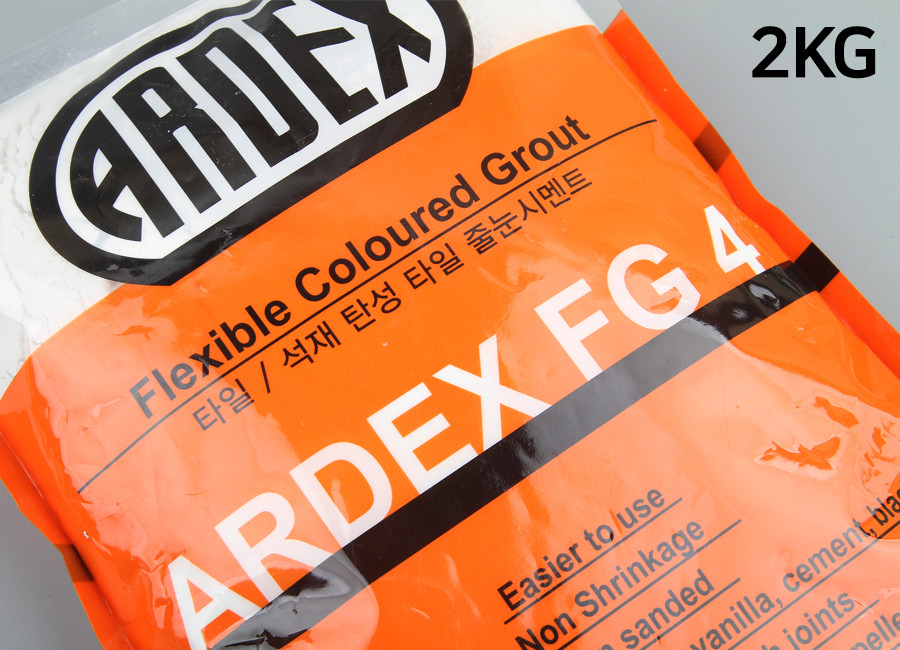 2KG
ARDEX
Flexible Coloured Grout
타일 / 석재 탄성 타일 줄눈시멘트
ARDEX FG 4
Easier to use
Non Shrinkage
sanded
vanilla, cement,
joints